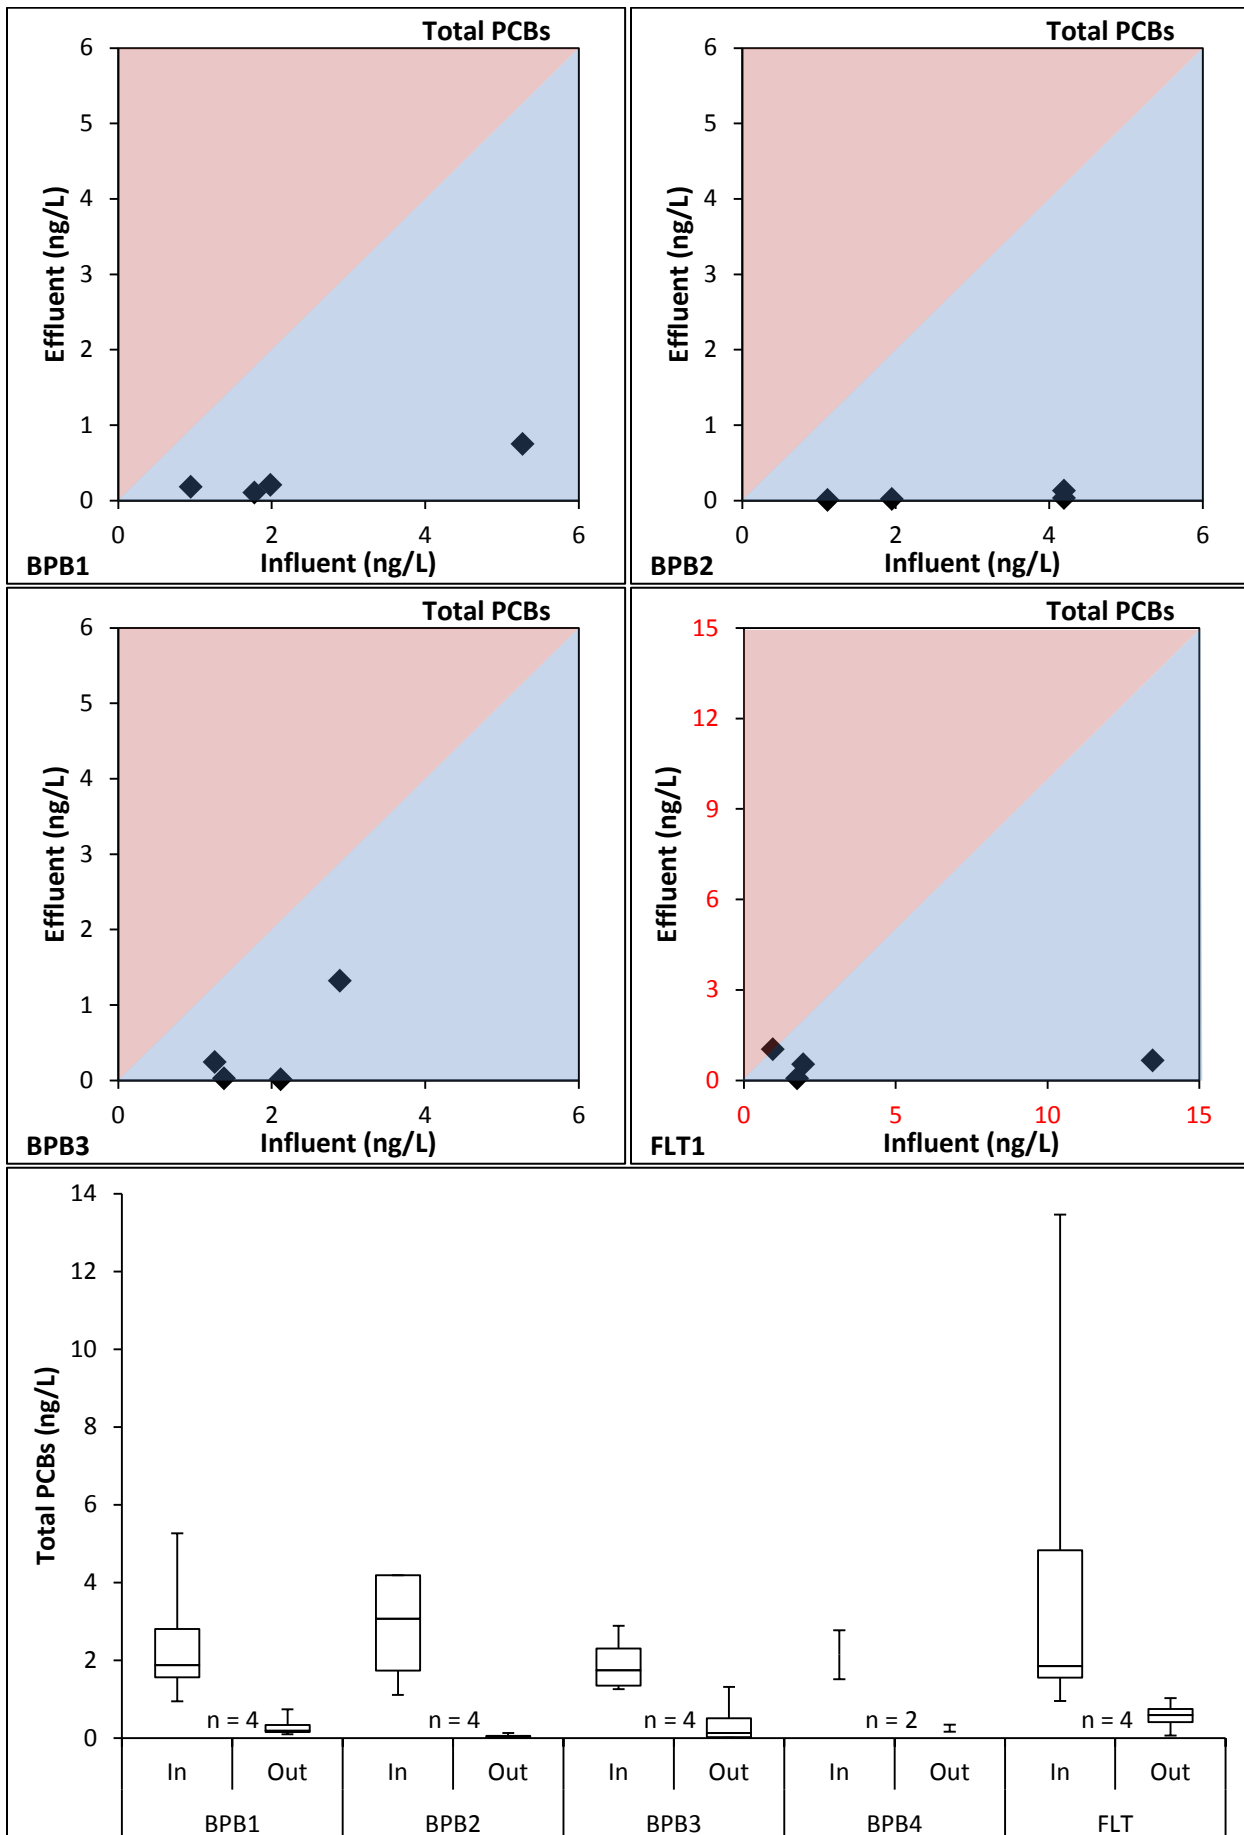 Total PCBs
6
5
4
3
2
1
0
Effluent (ng/L)
0 2 4 6
Influent (ng/L)
BPB1
Total PCBs
6
5
4
3
2
1
0
Effluent (ng/L)
0 2 4 6
Influent (ng/L)
BPB2
Total PCBs
6
5
4
3
2
1
0
Effluent (ng/L)
0 2 4 6
Influent (ng/L)
BPB3
Total PCBs
15
12
9
6
3
0
Effluent (ng/L)
0 5 10 15
Influent (ng/L)
FLT1
14
12
10
8
6
4
2
0
Total PCBs (ng/L)
n = 4 n = 4 n = 4 n = 2 n = 4
In Out In Out In Out In Out In Out
BPB1 BPB2 BPB3 BPB4 FLT